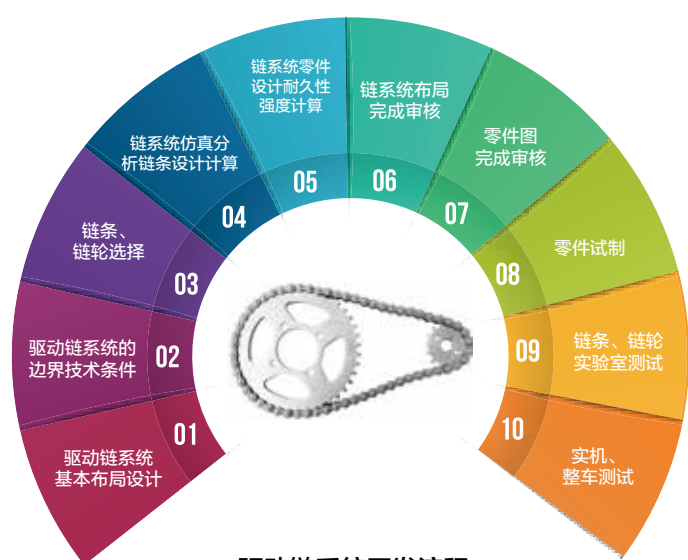 01
驱动链系统
基本布局设计
02
驱动链系统的
边界技术条件
03
链条、
链轮选择
04
链系统仿真分
析链条设计计算
05
链系统零件
设计耐久性
强度计算
06
链系统布局
完成审核
07
零件图
完成审核
08
零件试制
09
链条、链轮
实验室测试
10
实机、
整车测试